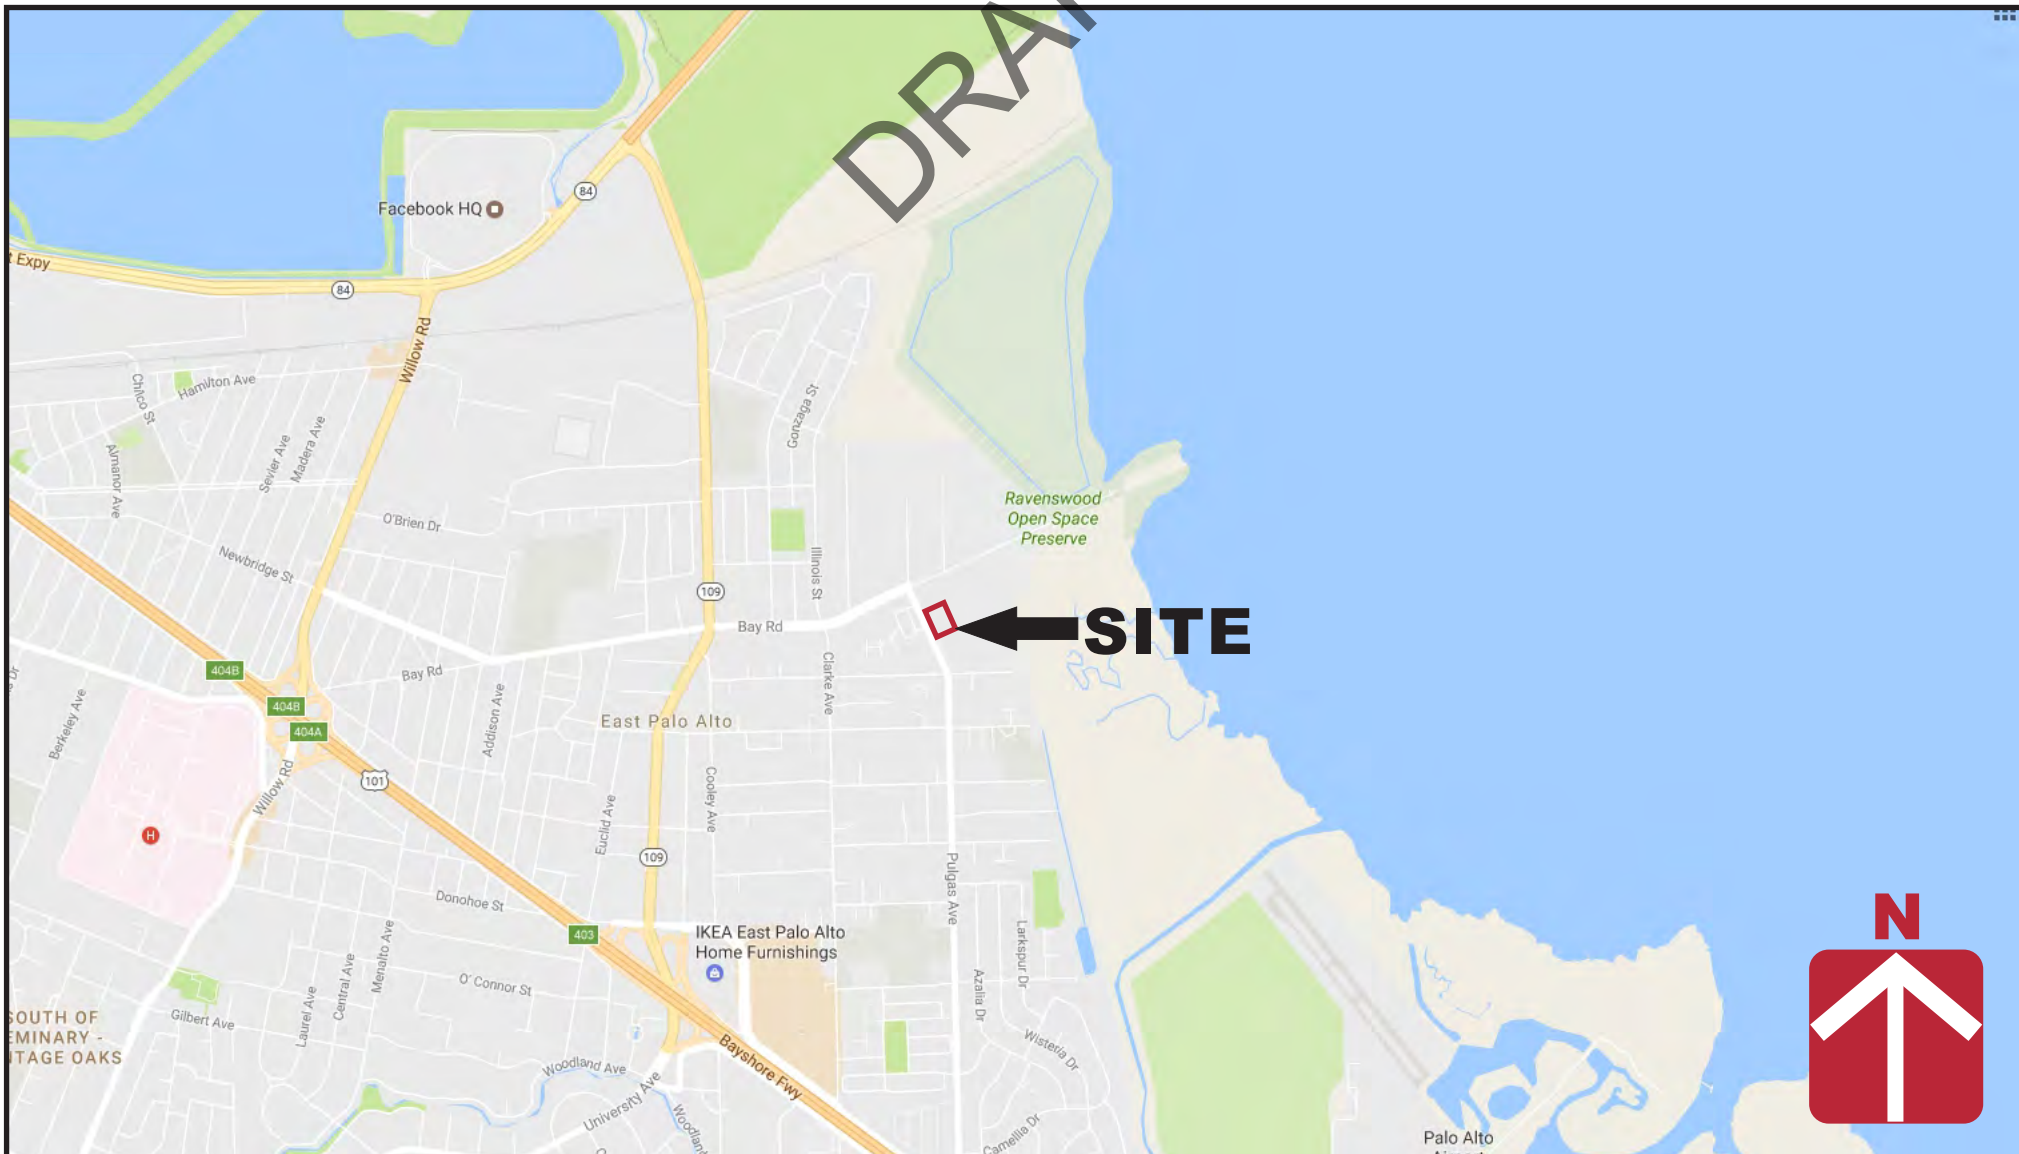 DRA
Facebook HQ
84
t Expy
84
Willow Rd
Chilco St
Hamilton Ave
Gonzaga St
Sevier Ave
Madera Ave
Almanor Ave
O'Brien Dr
Ravenswood
Open Space
Preserve
Newbridge St
Illinois St
109
Bay Rd
SITE
404B
Bay Rd
Clarke Ave
Berkeley Ave
404B
404A
Addison Ave
East Palo Alto
101
Willow Rd
Cooley Ave
Euclid Ave
H
109
Pulgas Ave
Donohoe St
403
IKEA East Palo Alto
Home Furnishings
N
Larkspur Dr
Menalto Ave
Central Ave
Laurel Ave
O' Connor St
Azalia Dr
SOUTH OF
EMINARY -
NTAGE OAKS
Gilbert Ave
Wisteria Dr
Bayshore Fwy
Woodland Ave
University Ave
Woodland
Camellia Dr
Palo Alto